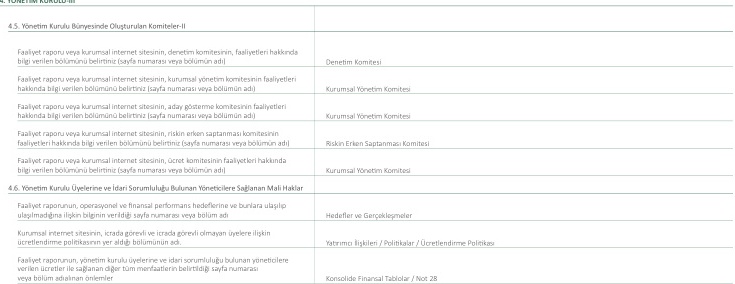 4. YÖNETİM KURULU-III
4.5. Yönetim Kurulu Bünyesinde Oluşturulan Komiteler-II
Faaliyet raporu veya kurumsal internet sitesinin, denetim komitesinin, faaliyetleri hakkında
bilgi verilen bölümünü belirtiniz (sayfa numarası veya bölümün adı)
Denetim Komitesi
Faaliyet raporu veya kurumsal internet sitesinin, kurumsal yönetim komitesinin faaliyetleri
hakkında bilgi verilen bölümünü belirtiniz (sayfa numarası veya bölümün adı)
Kurumsal Yönetim Komitesi
Faaliyet raporu veya kurumsal internet sitesinin, aday gösterme komitesinin faaliyetleri
hakkında bilgi verilen bölümünü belirtiniz (sayfa numarası veya bölümün adı)
Kurumsal Yönetim Komitesi
Faaliyet raporu veya kurumsal internet sitesinin, riskin erken saptanması komitesinin
faaliyetleri hakkında bilgi verilen bölümünü belirtiniz (sayfa numarası veya bölümün adı)
Riskin Erken Saptanması Komitesi
Faaliyet raporu veya kurumsal internet sitesinin, ücret komitesinin faaliyetleri hakkında
bilgi verilen bölümünü belirtiniz (sayfa numarası veya bölümün adı)
Kurumsal Yönetim Komitesi
4.6. Yönetim Kurulu Üyelerine ve İdari Sorumluluğu Bulunan Yöneticilere Sağlanan Mali Haklar
Faaliyet raporunun, operasyonel ve finansal performans hedeflerine ve bunlara ulaşılıp
ulaşılmadığına ilişkin bilginin verildiği sayfa numarası veya bölüm adı
Hedefler ve Gerçekleşmeler
Kurumsal internet sitesinin, icrada görevli ve icrada görevli olmayan üyelere ilişkin
ücretlendirme politikasının yer aldığı bölümünün adı.
Yatırımcı İlişkileri / Politikalar / Ücretlendirme Politikası
Faaliyet raporunun, yönetim kurulu üyelerine ve idari sorumluluğu bulunan yöneticilere
verilen ücretler ile sağlanan diğer tüm menfaatlerin belirtildiği sayfa numarası
veya bölüm adıalınan önlemler
Konsolide Finansal Tablolar / Not 28